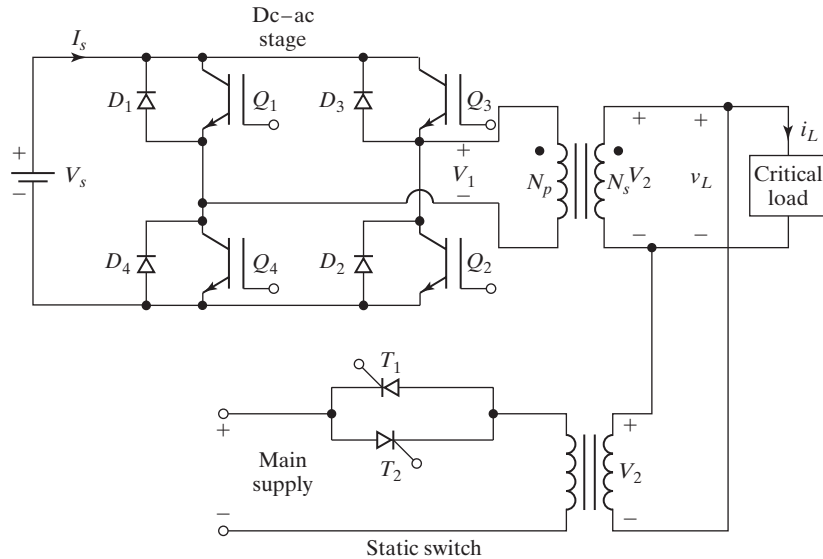 Dc–ac
stage
I_s
D_1
Q_1
D_3
Q_3
+
V_s
−
+
V_1
−
N_p
N_s
+
V_2
−
+
v_L
−
i_L
Critical
load
D_4
Q_4
D_2
Q_2
T_1
+
Main
supply
−
T_2
+
V_2
−
Static switch